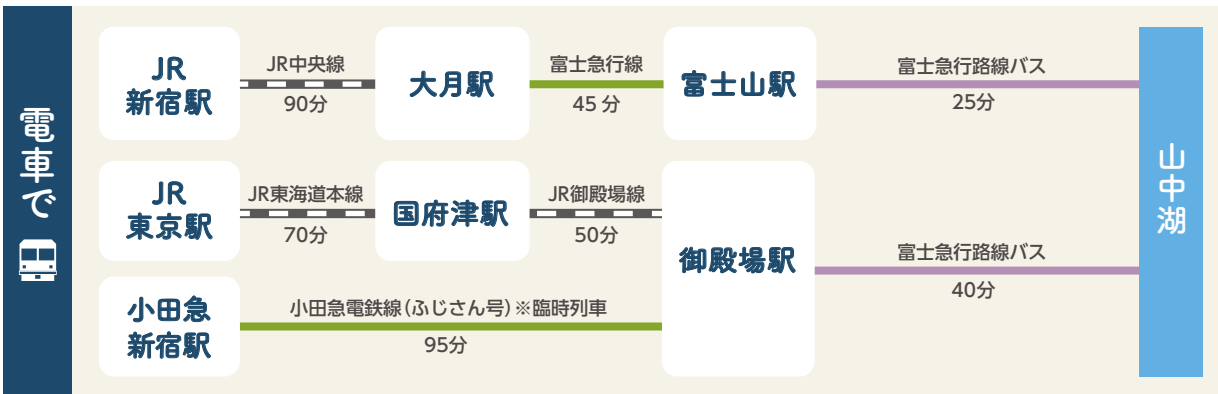 電車で
JR
新宿駅
JR中央線
90分
大月駅
富士急行線
45 分
富士山駅
富士急行路線バス
25分
JR
東京駅
JR東海道本線
70分
国府津駅
JR御殿場線
50分
御殿場駅
富士急行路線バス
40分
小田急
新宿駅
小田急電鉄線(ふじさん号)※臨時列車
95分
山中湖